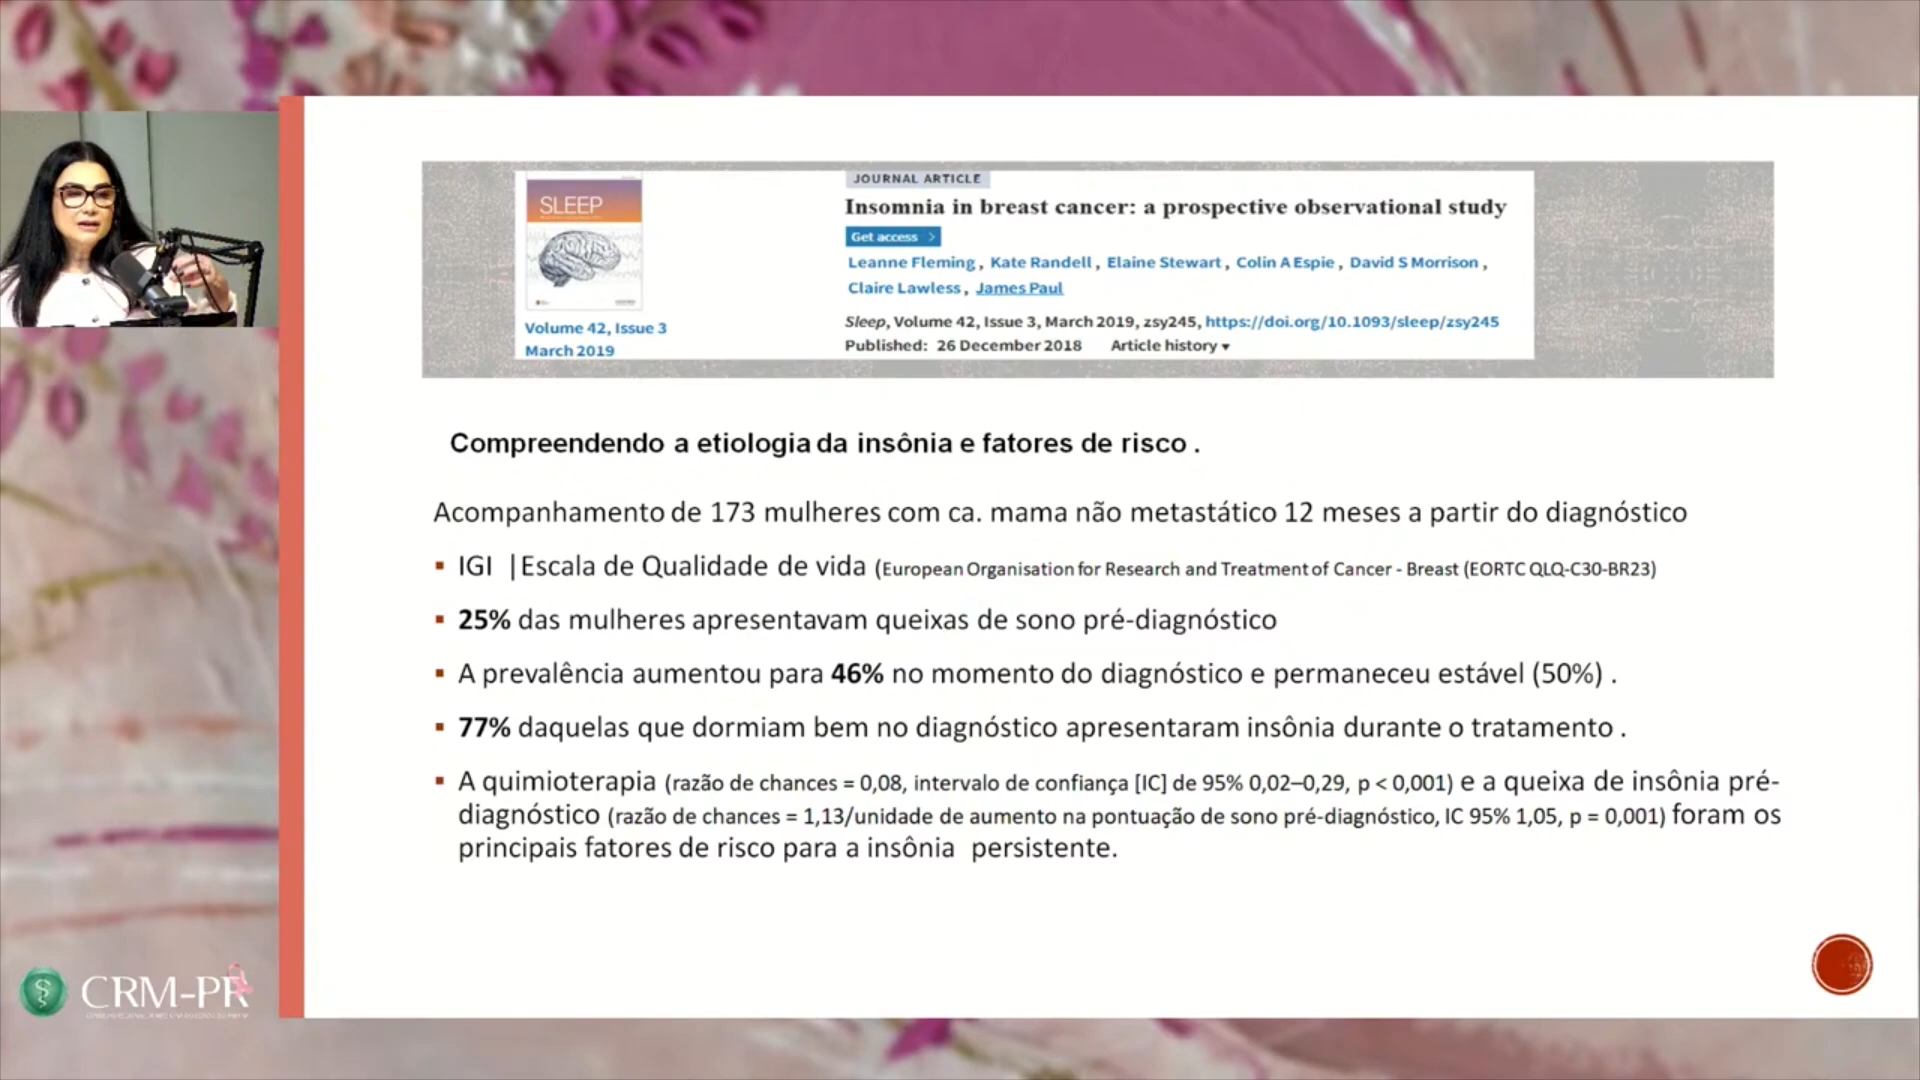 SLEEP
Volume 42, Issue 3
March 2019
JOURNAL ARTICLE
Insomnia in breast cancer: a prospective observational study
Get access >
Leanne Fleming, Kate Randell, Elaine Stewart, Colin A Espie, David S Morrison,
Claire Lawless, James Paul
Sleep, Volume 42, Issue 3, March 2019, zsy245, https://doi.org/10.1093/sleep/zsy245
Published: 26 December 2018 Article history ▾
Compreendendo a etiologia da insônia e fatores de risco .
Acompanhamento de 173 mulheres com ca. mama não metastático 12 meses a partir do diagnóstico
▪ IGI |Escala de Qualidade de vida (European Organisation for Research and Treatment of Cancer - Breast (EORTC QLQ-C30-BR23)
▪ 25% das mulheres apresentavam queixas de sono pré-diagnóstico
▪ A prevalência aumentou para 46% no momento do diagnóstico e permaneceu estável (50%) .
▪ 77% daquelas que dormiam bem no diagnóstico apresentaram insônia durante o tratamento .
▪ A quimioterapia (razão de chances = 0,08, intervalo de confiança [IC] de 95% 0,02–0,29, p < 0,001) e a queixa de insônia pré-
diagnóstico (razão de chances = 1,13/unidade de aumento na pontuação de sono pré-diagnóstico, IC 95% 1,05, p = 0,001) foram os
principais fatores de risco para a insônia persistente.
CRM-PR